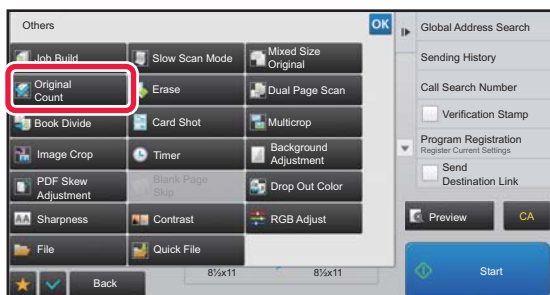 Others
OK
Job Build
Slow Scan Mode
Mixed Size
Original
Original
Count
Erase
Dual Page Scan
Book Divide
Card Shot
Multicrop
Image Crop
Timer
Background
Adjustment
PDF Skew
Adjustment
Blank Page
Skip
Drop Out Color
AA Sharpness
Contrast
RGB Adjust
File
Quick File
Back
8½x11
8½x11
Global Address Search
Sending History
Call Search Number
Verification Stamp
Program Registration
Register Current Settings
Send
Destination Link
Preview
CA
Start